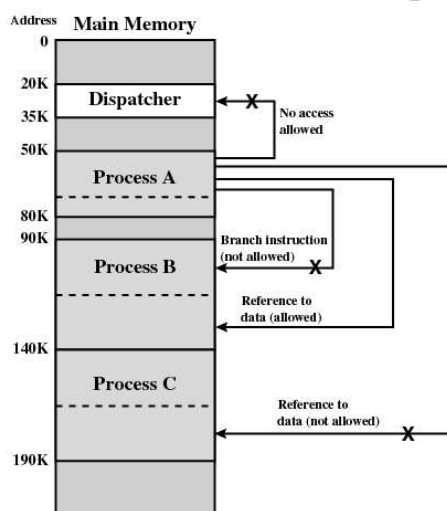 Address
Main Memory
0
20K
Dispatcher
X
35K
No access
allowed
50K
Process A
80K
90K
Branch instruction
(not allowed)
X
Process B
Reference to
data (allowed)
140K
Process C
Reference to
data (not allowed)
X
190K